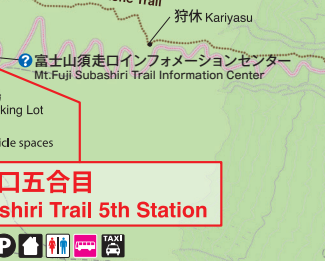 Trail
狩休 Kariyasu
? 富士山須走口インフォメーションセンター
Mt.Fuji Subashiri Trail Information Center
king Lot
cle spaces
口五合目
shiri Trail 5th Station
P TAXI